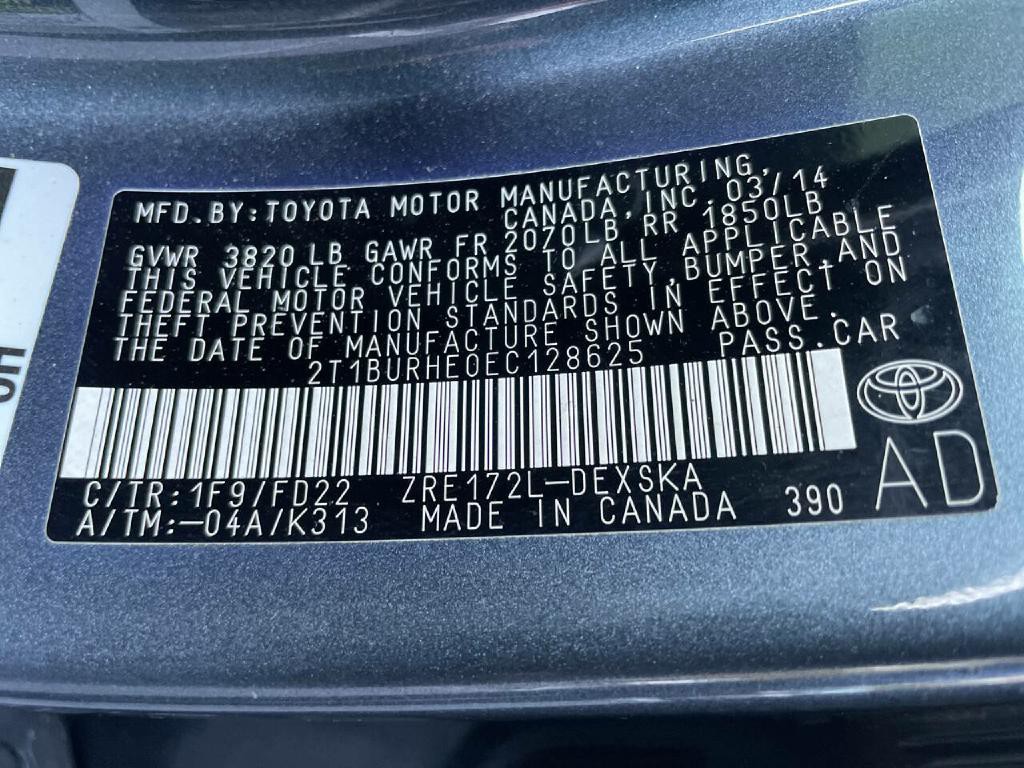 MFD.BY:TOYOTA MOTOR MANUFACTURING,
CANADA, INC. 03/14
GVWR 3820 LB GAWR FR 2070LB RR 1850LB
THIS VEHICLE CONFORMS TO ALL APPLICABLE
FEDERAL MOTOR VEHICLE SAFETY, BUMPER, AND
THEFT PREVENTION STANDARDS IN EFFECT ON
THE DATE OF MANUFACTURE SHOWN ABOVE.
2T1BURHE0EC128625 PASS.CAR
C/TR:1F9/FD22 ZRE172L-DEXSKA
A/TM:-04A/K313 MADE IN CANADA 390
AD